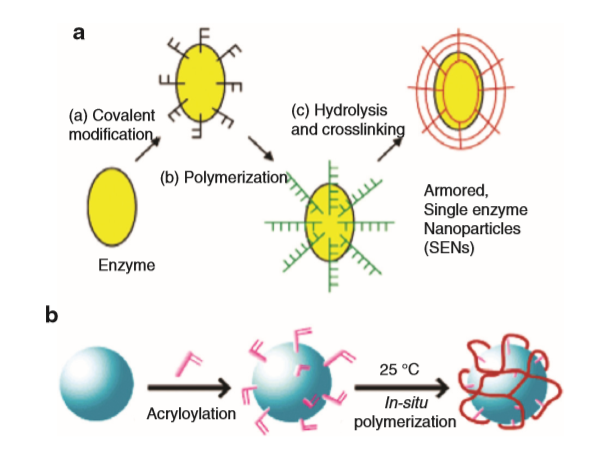 a
(a) Covalent
modification
(c) Hydrolysis
and crosslinking
(b) Polymerization
Armored,
Single enzyme
Nanoparticles
(SENs)
Enzyme
b
Acryloylation
25 °C
In-situ
polymerization